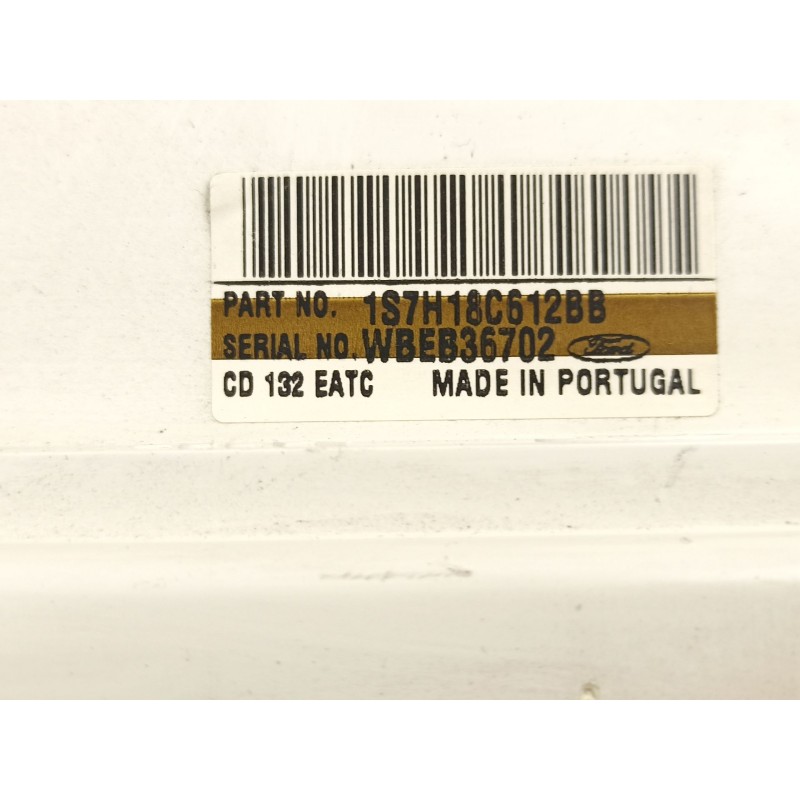 PART NO. 1S7H18C612BB
SERIAL NO. WBEB36702 Ford
CD 132 EATC MADE IN PORTUGAL